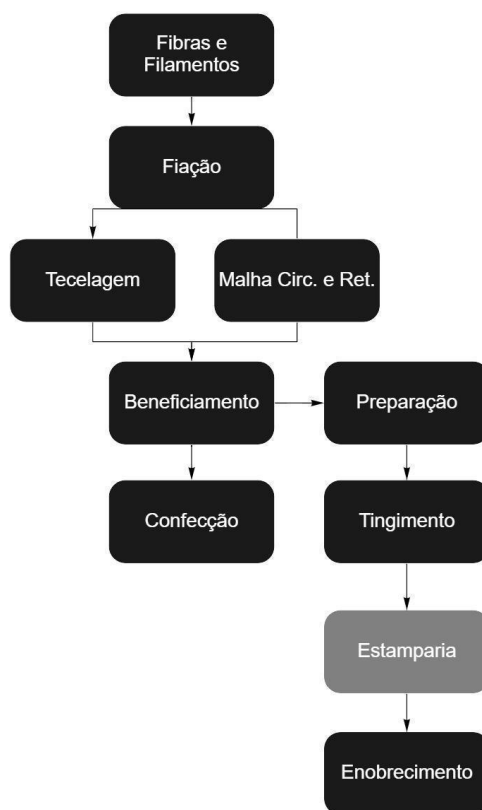 Fibras e
Filamentos
Fiação
Tecelagem
Malha Circ. e Ret.
Beneficiamento
Preparação
Confecção
Tingimento
Estamparia
Enobrecimento